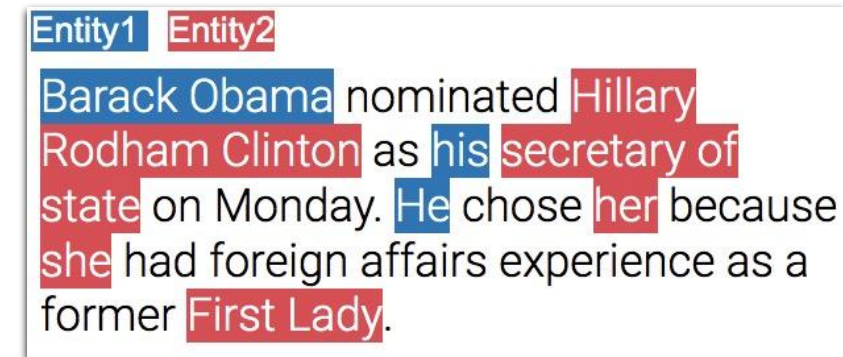 Entity1 Entity2
Barack Obama nominated Hillary
Rodham Clinton as his secretary of
state on Monday. He chose her because
she had foreign affairs experience as a
former First Lady.